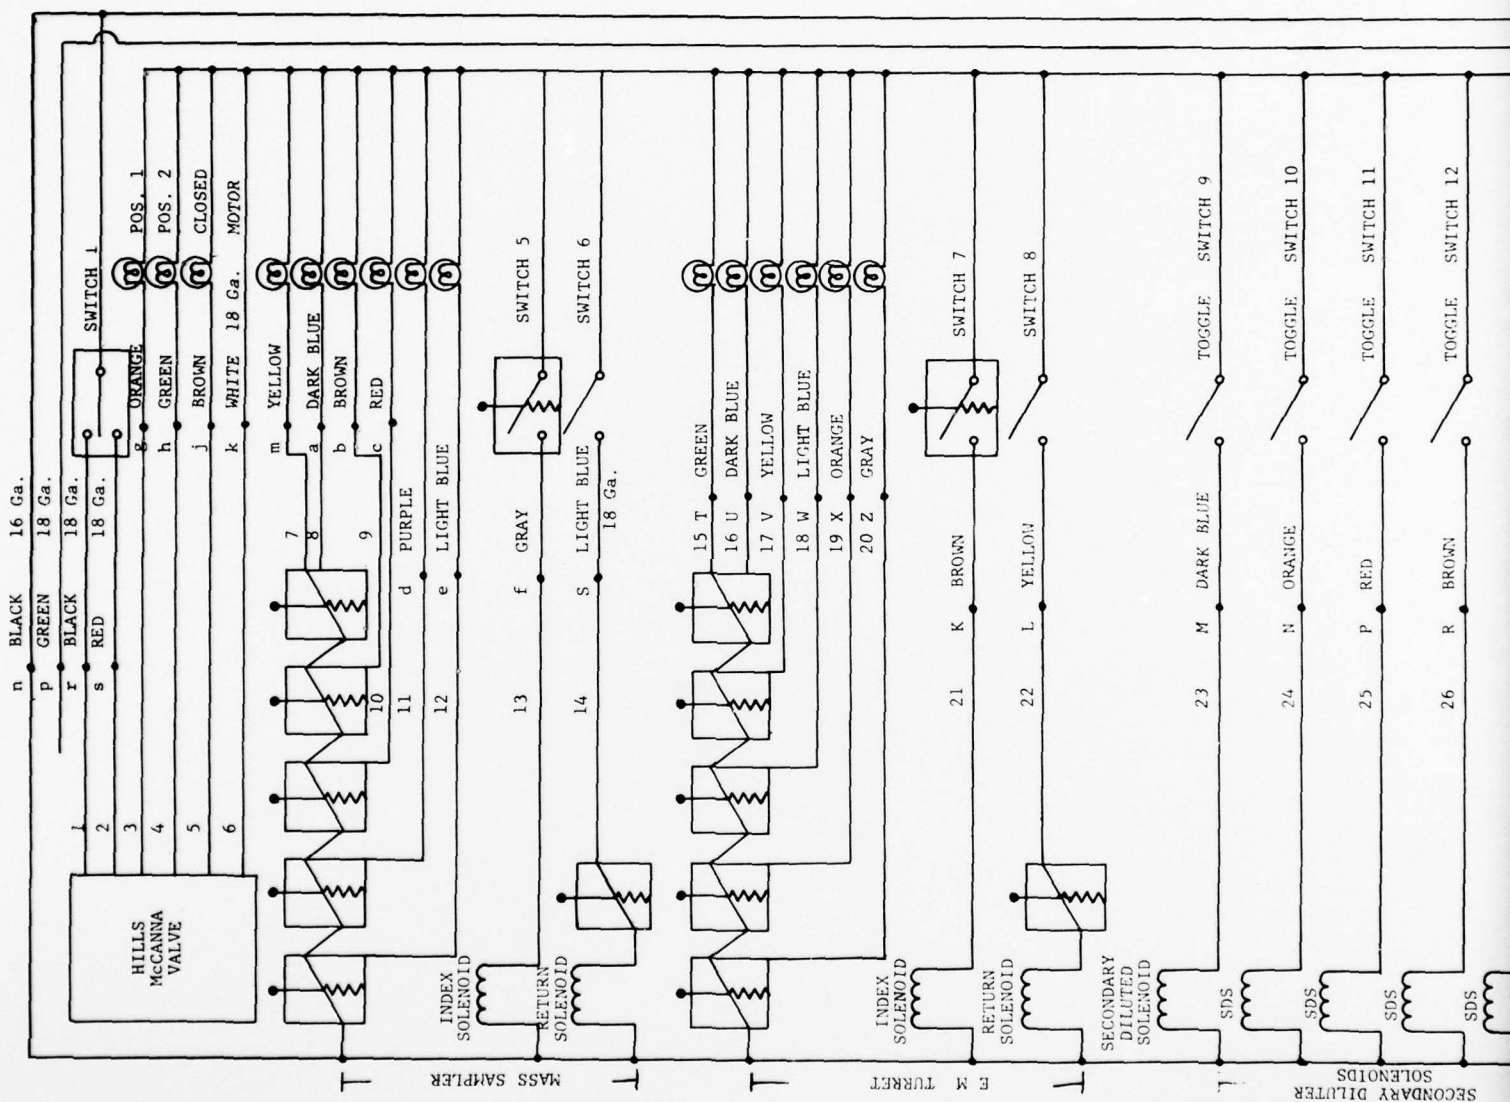 n BLACK 16 Ga.
p GREEN 18 Ga.
r BLACK 18 Ga.
s RED 18 Ga.
SWITCH 1
g ORANGE POS. 1
h GREEN POS. 2
j BROWN CLOSED
k WHITE 18 Ga. MOTOR
1
2
3
4
5
6
HILLS
McCANNA
VALVE
m YELLOW
a DARK BLUE
b BROWN
c RED
7
8
9
10
11 d PURPLE
12 e LIGHT BLUE
13 f GRAY SWITCH 5
14 S LIGHT BLUE SWITCH 6
18 Ga.
INDEX
SOLENOID
RETURN
SOLENOID
MASS SAMPLER
15 T GREEN
16 U DARK BLUE
17 V YELLOW
18 W LIGHT BLUE
19 X ORANGE
20 Z GRAY
21 K BROWN SWITCH 7
22 L YELLOW SWITCH 8
INDEX
SOLENOID
RETURN
SOLENOID
E M TURRET
23 M DARK BLUE TOGGLE SWITCH 9
24 N ORANGE TOGGLE SWITCH 10
25 P RED TOGGLE SWITCH 11
26 R BROWN TOGGLE SWITCH 12
SECONDARY
DILUTED
SOLENOID
SDS
SDS
SDS
SDS
SECONDARY DILUTER
SOLENOIDS